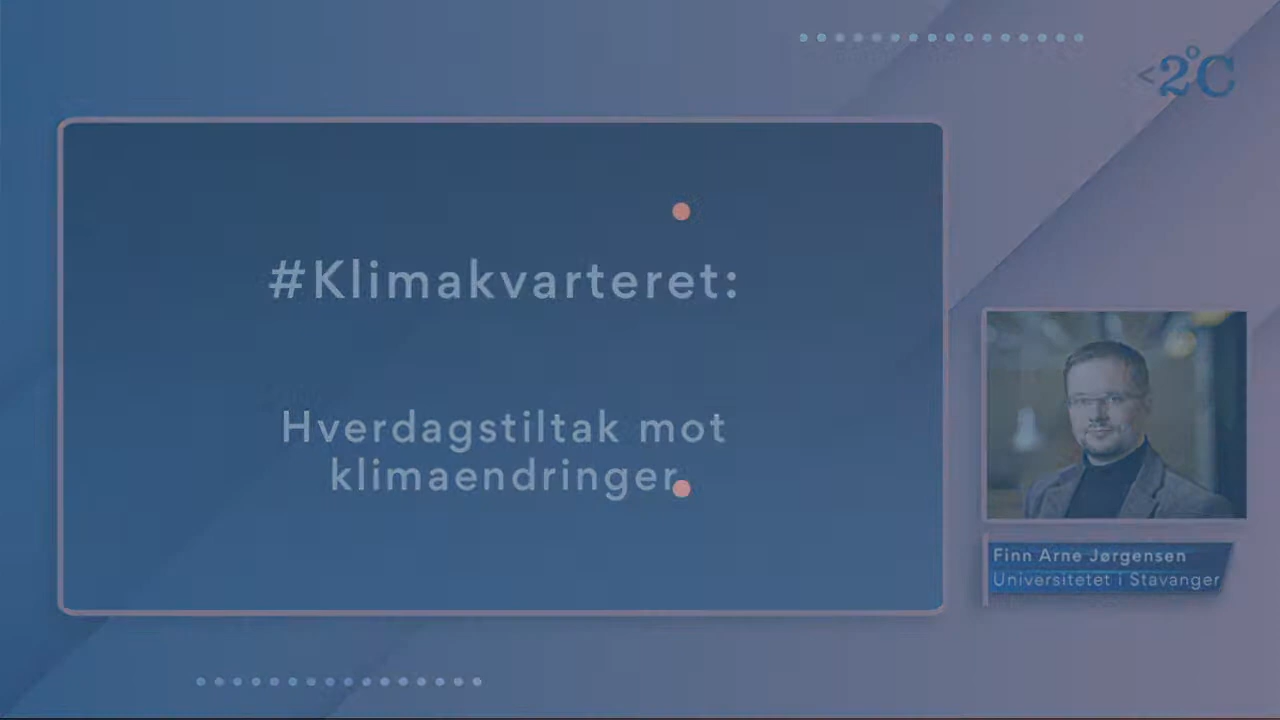 <2°C
#Klimakvarteret:
Hverdagstiltak mot
klimaendringer
Finn Arne Jørgensen
Universitetet i Stavanger